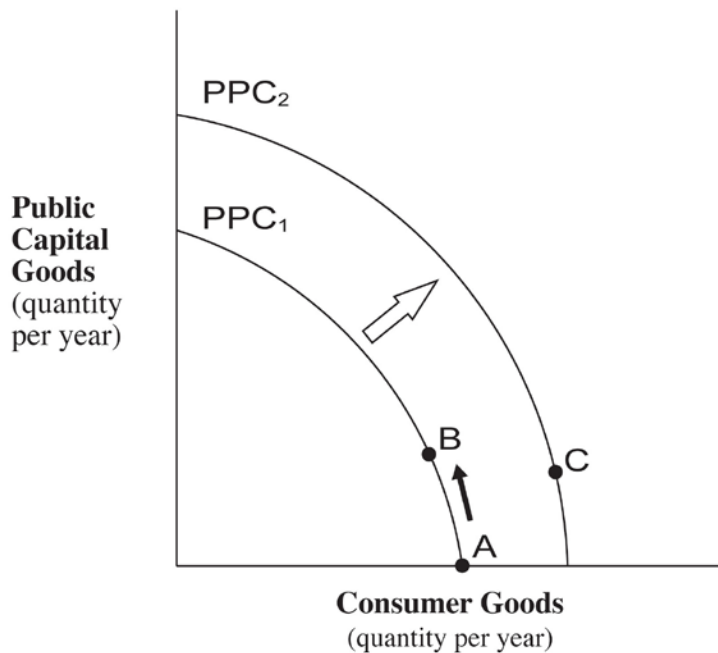 PPC₂
PPC₁
Public
Capital
Goods
(quantity
per year)
B
C
A
Consumer Goods
(quantity per year)